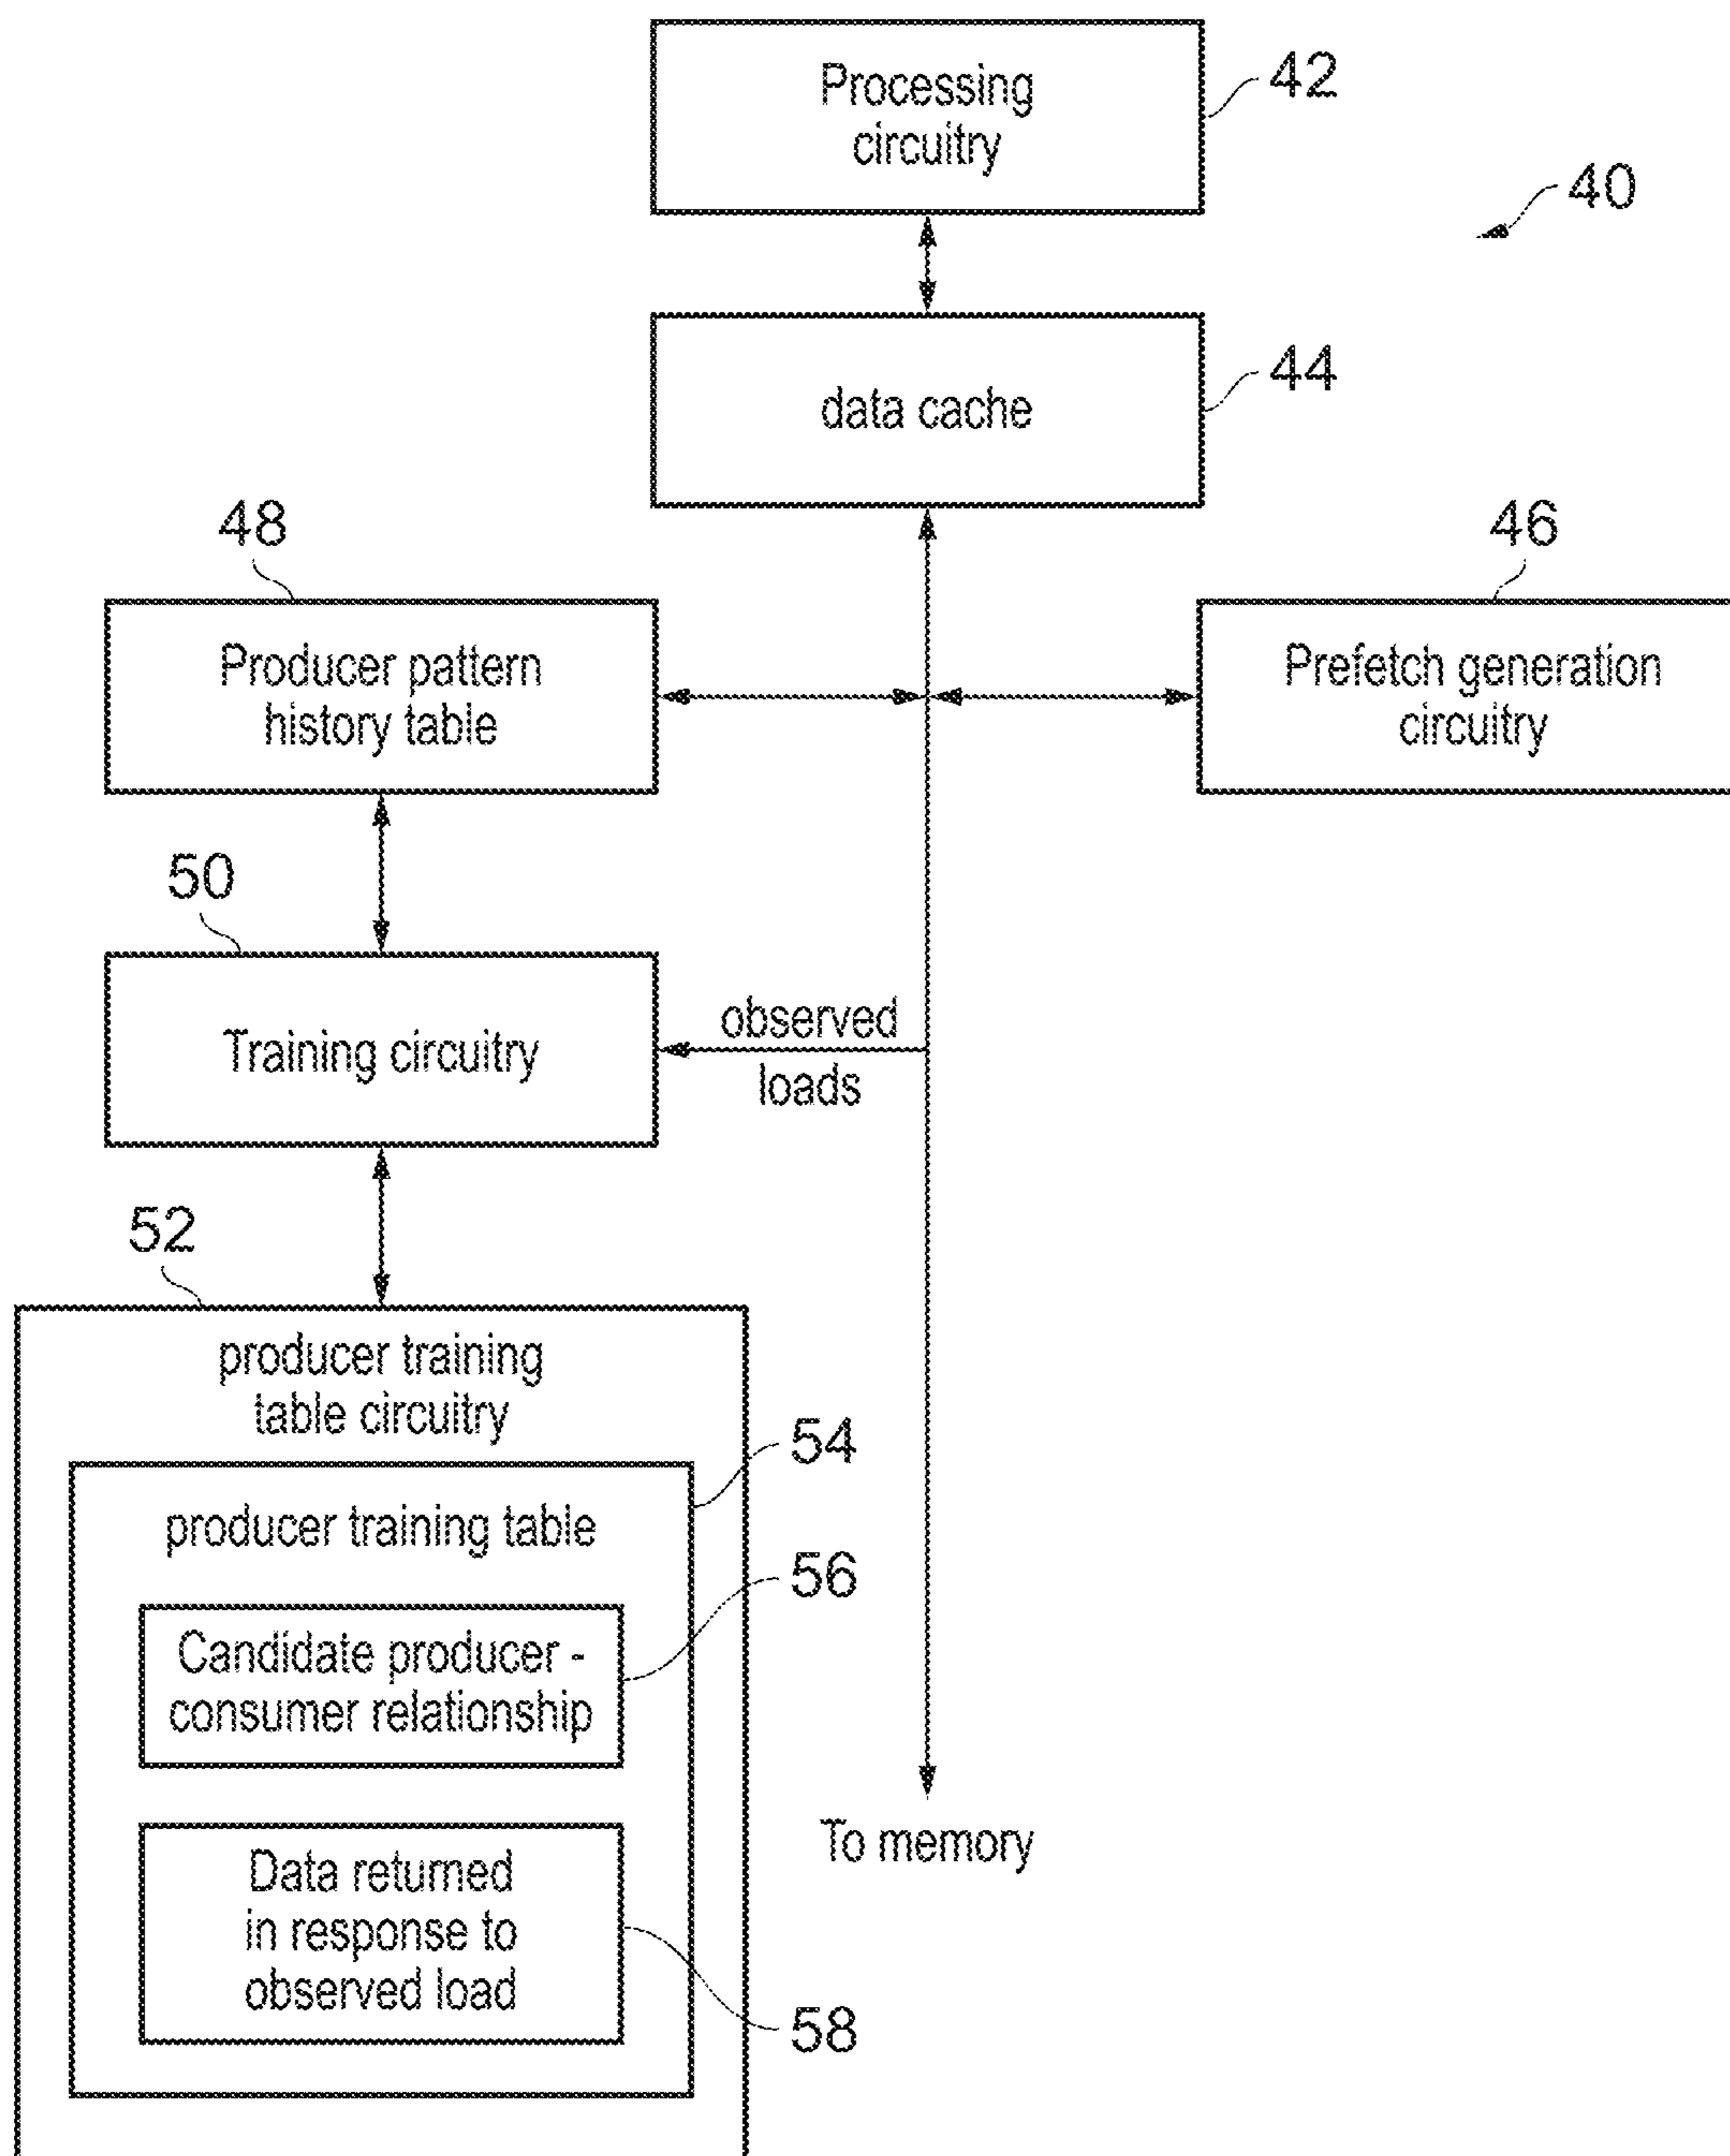 Processing
circuitry
42
40
data cache
44
48
46
Producer pattern
history table
Prefetch generation
circuitry
50
Training circuitry
observed
loads
52
producer training
table circuitry
54
producer training table
56
Candidate producer -
consumer relationship
To memory
Data returned
in response to
observed load
58